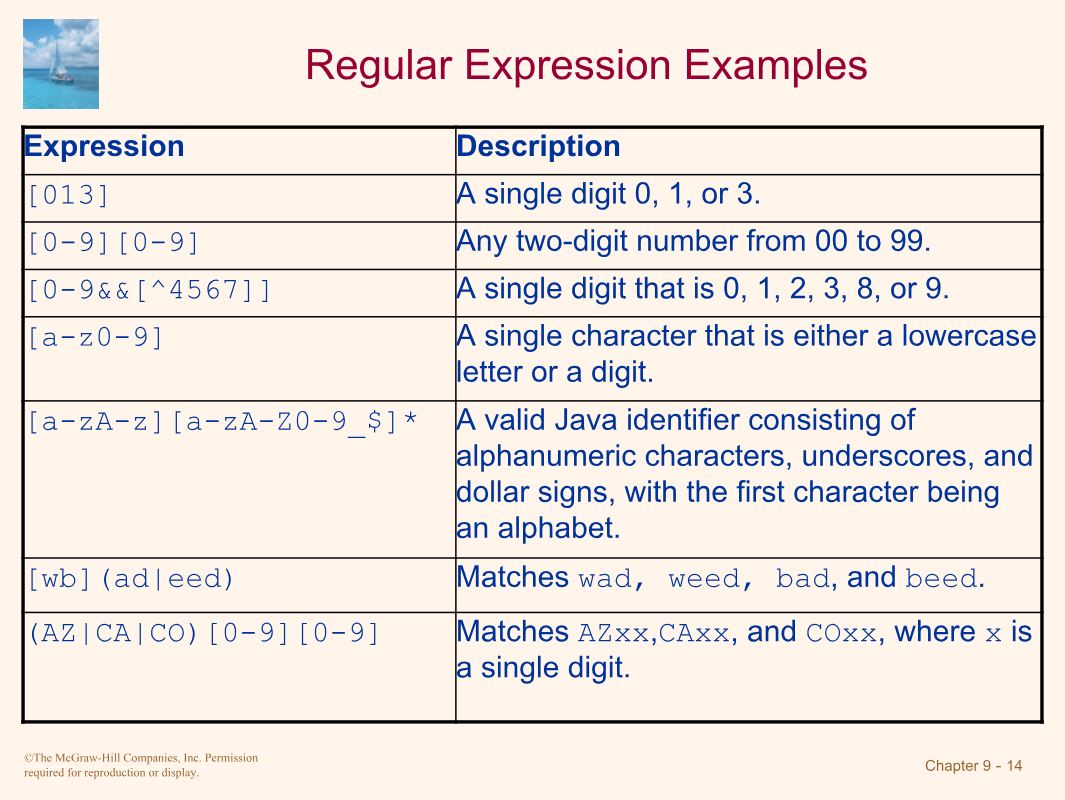 Regular Expression Examples
Expression
Description
[013]
A single digit 0, 1, or 3.
[0-9][0-9]
Any two-digit number from 00 to 99.
[0-9&&[^4567]]
A single digit that is 0, 1, 2, 3, 8, or 9.
[a-z0-9]
A single character that is either a lowercase
letter or a digit.
[a-zA-z][a-zA-Z0-9_$]*
A valid Java identifier consisting of
alphanumeric characters, underscores, and
dollar signs, with the first character being
an alphabet.
[wb](ad|eed)
Matches wad, weed, bad, and beed.
(AZ|CA|CO)[0-9][0-9]
Matches AZxx,CAxx, and COxx, where x is
a single digit.
©The McGraw-Hill Companies, Inc. Permission
required for reproduction or display.
Chapter 9 - 14